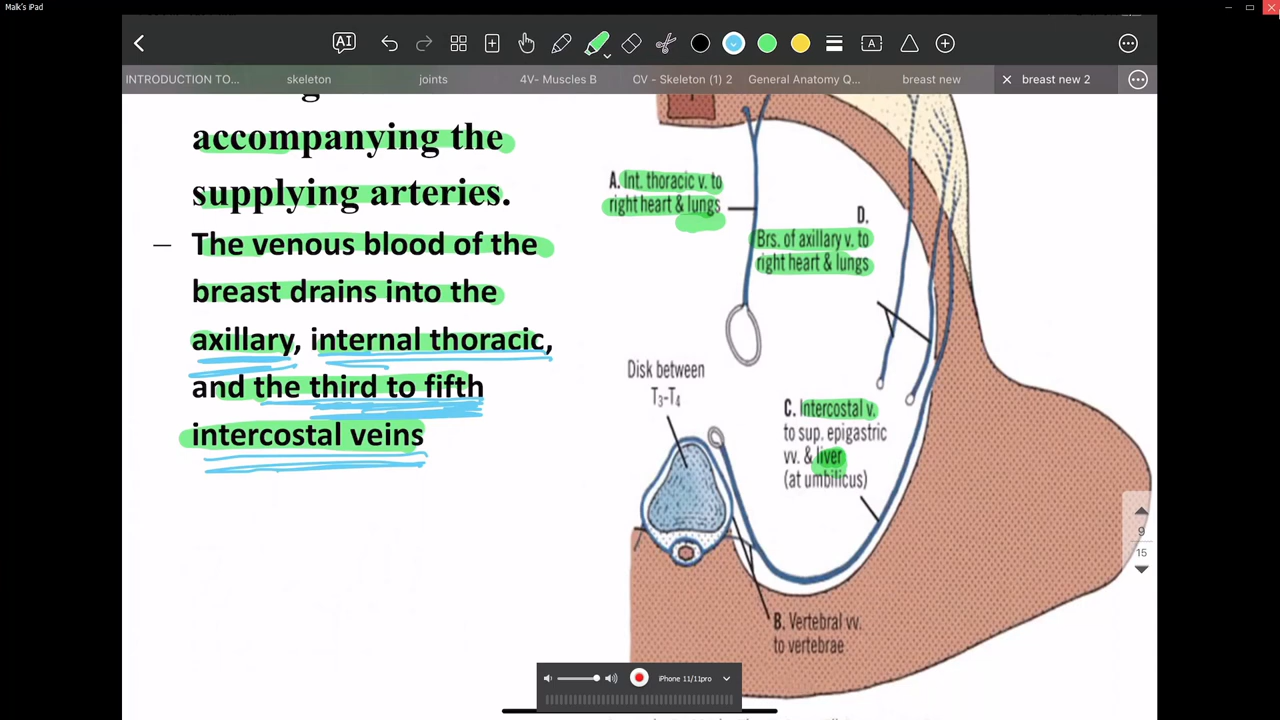 Malk's iPad
AI
A
INTRODUCTION TO...
skeleton
joints
4V- Muscles B
CV - Skeleton (1) 2
General Anatomy Q...
breast new
breast new 2
accompanying the
supplying arteries.
– The venous blood of the
breast drains into the
axillary, internal thoracic,
and the third to fifth
intercostal veins
A. Int. thoracic v. to
right heart & lungs
D.
Brs. of axillary v. to
right heart & lungs
Disk between
T3-T4
C. Intercostal v.
to sup. epigastric
vv. & liver
(at umbilicus)
B. Vertebral vv.
to vertebrae
9
15
iPhone 11/11pro